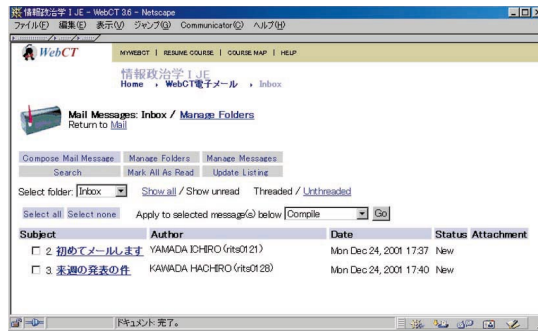 情報政治学 I JE - WebCT 3.6 - Netscape
ファイル(F) 編集(E) 表示(V) ジャンプ(G) Communicator(C) ヘルプ(H)
WebCT MYWEBCT | RESUME COURSE | COURSE MAP | HELP
情報政治学 I JE
Home › WebCT電子メール › Inbox
Mail Messages: Inbox / Manage Folders
Return to Mail
Compose Mail Message Manage Folders Manage Messages
Search Mark All As Read Update Listing
Select folder: Inbox Show all / Show unread Threaded / Unthreaded
Select all Select none Apply to selected message(s) below Compile Go
Subject Author Date Status Attachment
2. 初めてメールします YAMADA ICHIRO (rits0121) Mon Dec 24, 2001 17:37 New
3. 来週の発表の件 KAWADA HACHIRO (rits0128) Mon Dec 24, 2001 17:40 New
ドキュメント: 完了。